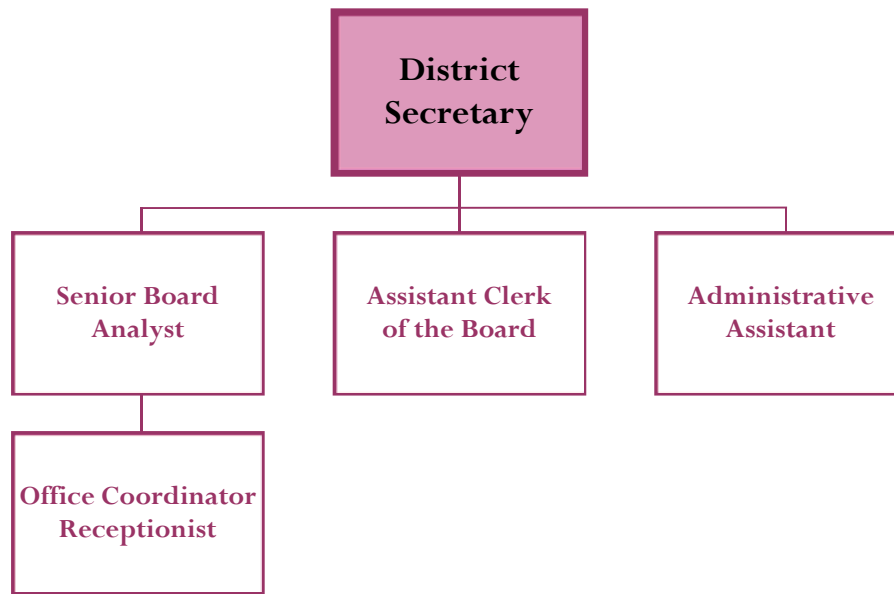 District
Secretary
Senior Board
Analyst
Assistant Clerk
of the Board
Administrative
Assistant
Office Coordinator
Receptionist